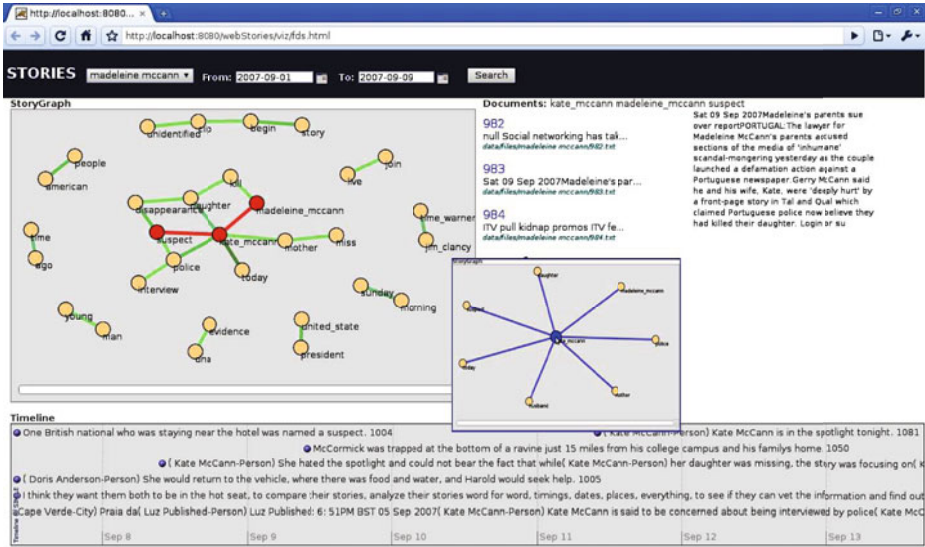 http://localhost:8080...
http://localhost:8080/webStories/viz/fds.html
STORIES madeleine mccann From: 2007-09-01 To: 2007-09-09 Search
StoryGraph
unidentified
clo
begin
story
people
american
join
live
kill
daughter
disappearance
madeleine_mccann
suspect
kate_mccann
mother
miss
police
today
interview
time_warner
jim_clancy
time
ago
sunday
morning
young
man
evidence
dna
united_state
president
Documents: kate_mccann madeleine_mccann suspect
982
null Social networking has tak...
data/files/madeleine mccann/982.txt
983
Sat 09 Sep 2007Madeleine's par...
data/files/madeleine mccann/983.txt
984
ITV pull kidnap promos ITV fe...
data/files/madeleine mccann/984.txt
Sat 09 Sep 2007Madeleine's parents sue
over reportPORTUGAL:The lawyer for
Madeleine McCann's parents accused
sections of the media of 'inhumane'
scandal-mongering yesterday as the couple
launched a defamation action against a
Portuguese newspaper.Gerry McCann said
he and his wife, Kate, were 'deeply hurt' by
a front-page story in Tal and Qual which
claimed Portuguese police now believe they
had killed their daughter. Login or su
StoryGraph
daughter
madeleine_mccann
suspect
kate_mccann
police
today
husband
mother
Timeline
One British national who was staying near the hotel was named a suspect. 1004
( Kate McCann-Person) Kate McCann is in the spotlight tonight. 1081
McCormick was trapped at the bottom of a ravine just 15 miles from his college campus and his familys home 1050
( Kate McCann-Person) She hated the spotlight and could not bear the fact that while( Kate McCann-Person) her daughter was missing, the story was focusing on( K
( Doris Anderson-Person) She would return to the vehicle, where there was food and water, and Harold would seek help. 1005
I think they want them both to be in the hot seat, to compare their stories, analyze their stories word for word, timings, dates, places, everything, to see if they can vet the information and find out
Cape Verde-City) Praia da( Luz Published-Person) Luz Published: 6: 51PM BST 05 Sep 2007( Kate McCann-Person) Kate McCann is said to be concerned about being interviewed by police( Kate McC
Sep 8 Sep 9 Sep 10 Sep 11 Sep 12 Sep 13